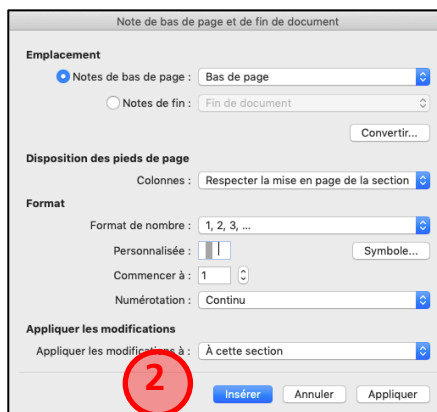 Note de bas de page et de fin de document
Emplacement
Notes de bas de page : Bas de page
Notes de fin : Fin de document
Convertir...
Disposition des pieds de page
Colonnes : Respecter la mise en page de la section
Format
Format de nombre : 1, 2, 3, ...
Personnalisée : Symbole...
Commencer à : 1
Numérotation : Continu
Appliquer les modifications
Appliquer les modifications à : À cette section
2
Insérer Annuler Appliquer